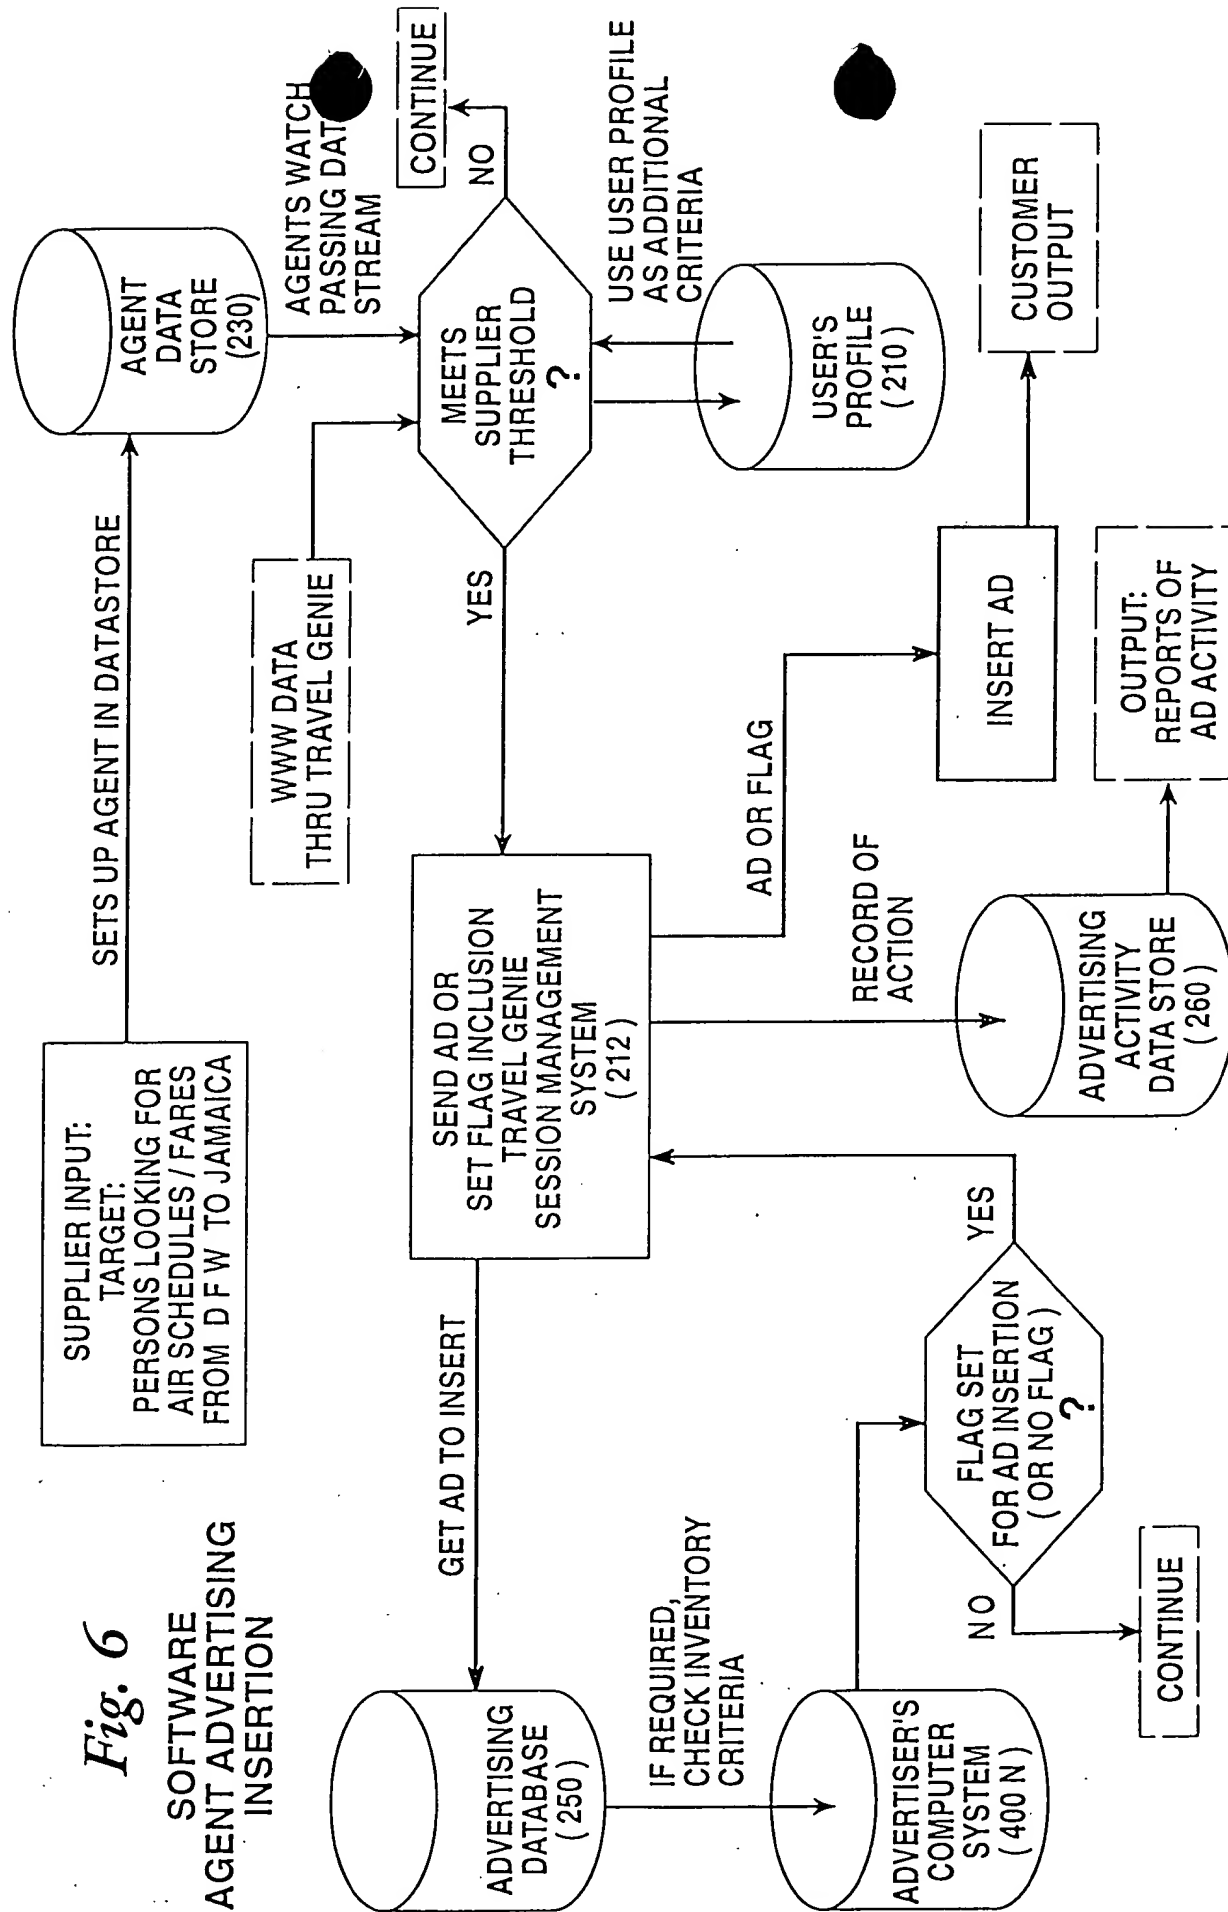 Fig. 6
SOFTWARE
AGENT ADVERTISING
INSERTION
SUPPLIER INPUT:
TARGET:
PERSONS LOOKING FOR
AIR SCHEDULES / FARES
FROM D F W TO JAMAICA
SETS UP AGENT IN DATASTORE
AGENT
DATA
STORE
(230)
WWW DATA
THRU TRAVEL GENIE
AGENTS WATCH
PASSING DAT
STREAM
CONTINUE
NO
MEETS
SUPPLIER
THRESHOLD
?
YES
USE USER PROFILE
AS ADDITIONAL
CRITERIA
USER'S
PROFILE
(210)
SEND AD OR
SET FLAG INCLUSION
TRAVEL GENIE
SESSION MANAGEMENT
SYSTEM
(212)
GET AD TO INSERT
ADVERTISING
DATABASE
(250)
IF REQUIRED,
CHECK INVENTORY
CRITERIA
ADVERTISER'S
COMPUTER
SYSTEM
(400N)
FLAG SET
FOR AD INSERTION
(OR NO FLAG)
?
YES
NO
CONTINUE
RECORD OF
ACTION
ADVERTISING
ACTIVITY
DATA STORE
(260)
AD OR FLAG
INSERT AD
CUSTOMER
OUTPUT
OUTPUT:
REPORTS OF
AD ACTIVITY